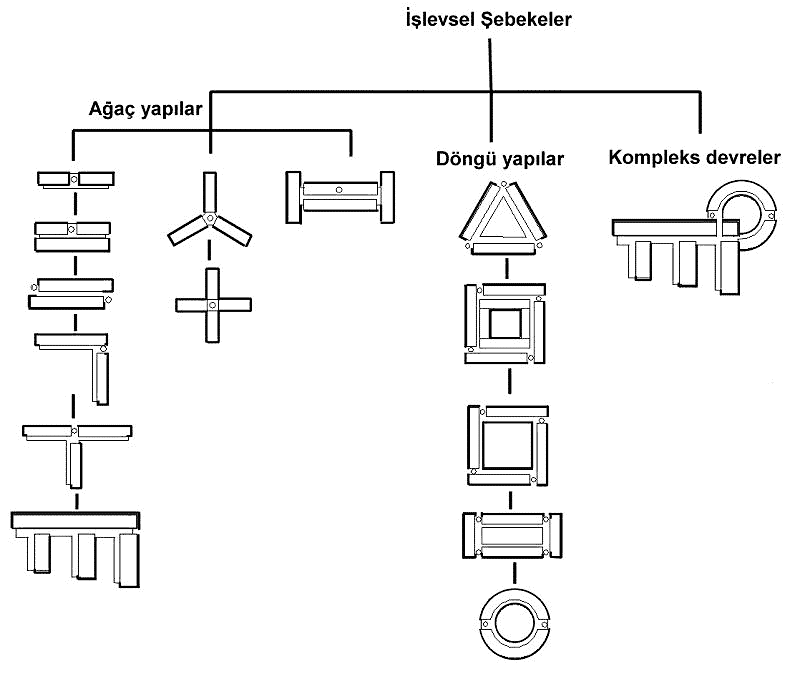 İşlevsel Şebekeler
Ağaç yapılar
Döngü yapılar
Kompleks devreler